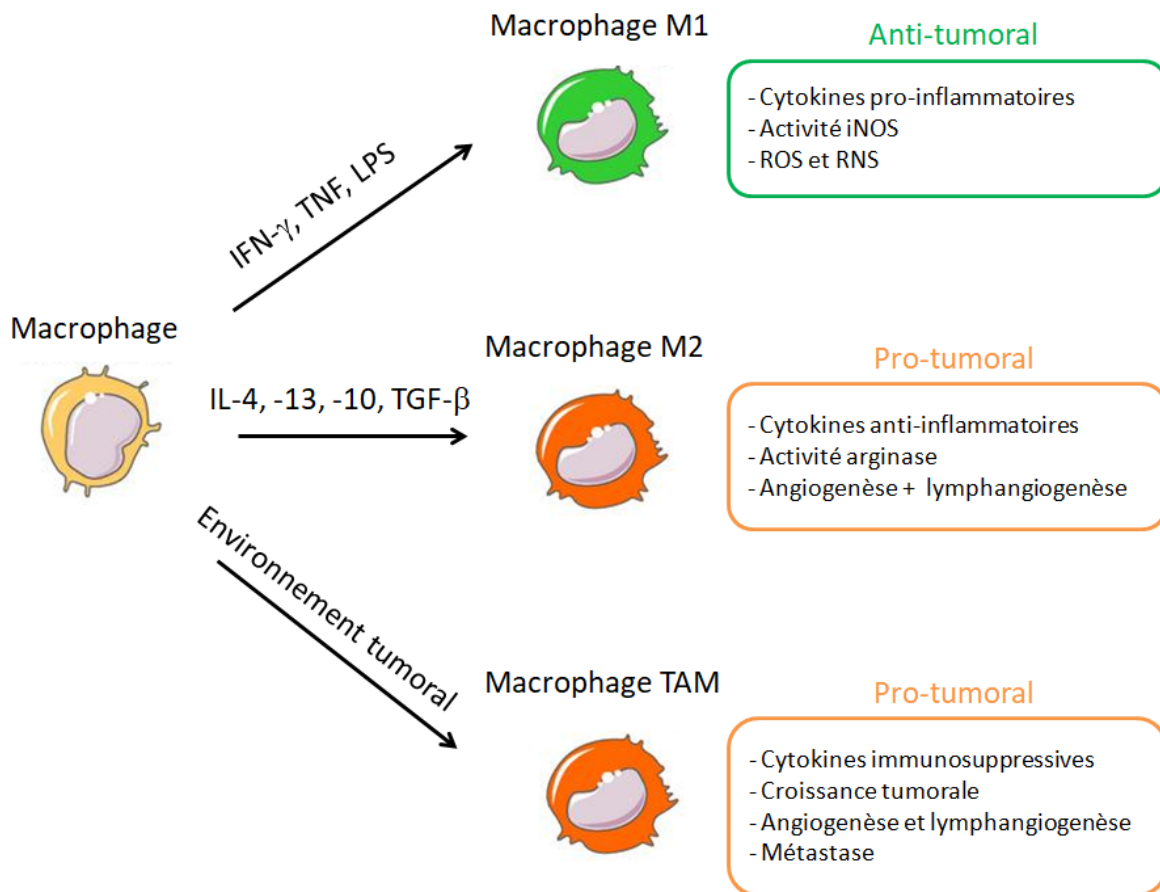 Macrophage M1
Anti-tumoral
- Cytokines pro-inflammatoires
- Activité iNOS
- ROS et RNS
IFN-γ, TNF, LPS
Macrophage
Macrophage M2
Pro-tumoral
IL-4, -13, -10, TGF-β
- Cytokines anti-inflammatoires
- Activité arginase
- Angiogenèse + lymphangiogenèse
Environnement tumoral
Macrophage TAM
Pro-tumoral
- Cytokines immunosuppressives
- Croissance tumorale
- Angiogenèse et lymphangiogenèse
- Métastase